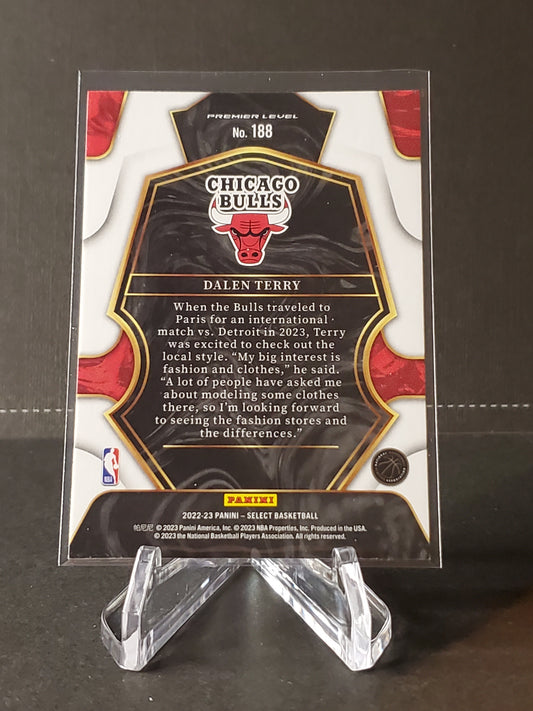 PREMIER LEVEL
No. 188
CHICAGO
BULLS
DALEN TERRY
When the Bulls traveled to
Paris for an international
match vs. Detroit in 2023, Terry
was excited to check out the
local style. “My big interest is
fashion and clothes,” he said.
“A lot of people have asked me
about modeling some clothes
there, so I’m looking forward
to seeing the fashion stores and
the differences.”
NBA
PANINI
2022-23 PANINI – SELECT BASKETBALL
帕尼尼 © 2023 Panini America, Inc. © 2023 NBA Properties, Inc. Produced in the USA.
© 2023 the National Basketball Players Association. All rights reserved.